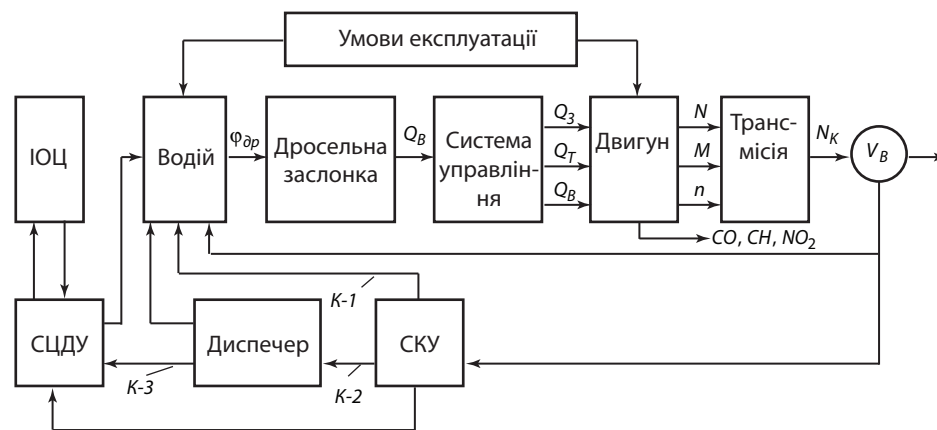 Умови експлуатації
ІОЦ
Водій
φдр
Дросельна
заслонка
QВ
Система
управлін-
ня
QЗ
QТ
QВ
Двигун
N
M
n
Транс-
місія
NК
VВ
CO, CH, NO2
К-1
СЦДУ
К-3
Диспечер
К-2
СКУ